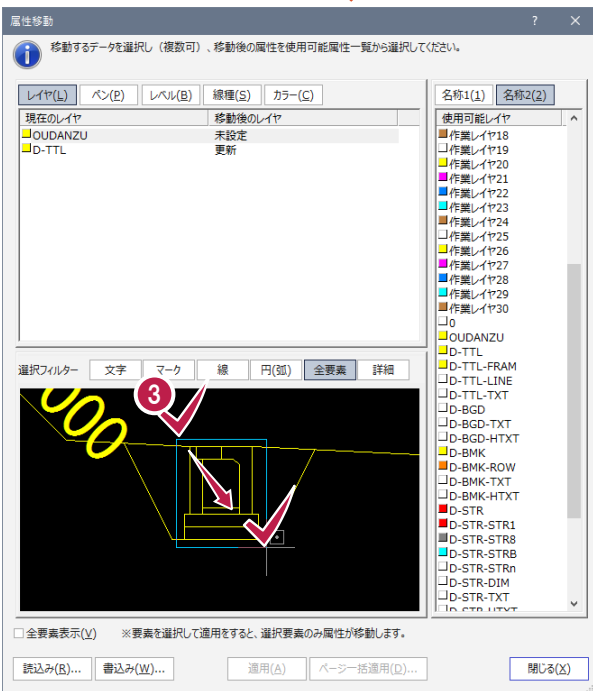 属性移動
?
×
移動するデータを選択し（複数可）、移動後の属性を使用可能属性一覧から選択してください。
レイヤ(L) ペン(P) レベル(B) 線種(S) カラー(C)
現在のレイヤ 移動後のレイヤ
OUDANZU 未設定
D-TTL 更新
名称1(1) 名称2(2)
使用可能レイヤ
作業レイヤ18
作業レイヤ19
作業レイヤ20
作業レイヤ21
作業レイヤ22
作業レイヤ23
作業レイヤ24
作業レイヤ25
作業レイヤ26
作業レイヤ27
作業レイヤ28
作業レイヤ29
作業レイヤ30
0
OUDANZU
D-TTL
D-TTL-FRAM
D-TTL-LINE
D-TTL-TXT
D-BGD
D-BGD-TXT
D-BGD-HTXT
D-BMK
D-BMK-ROW
D-BMK-TXT
D-BMK-HTXT
D-STR
D-STR-STR1
D-STR-STR8
D-STR-STRB
D-STR-STRn
D-STR-DIM
D-STR-TXT
D-STR-HTXT
選択フィルター 文字 マーク 線 円(弧) 全要素 詳細
000
3
全要素表示(V) ※要素を選択して適用をすると、選択要素のみ属性が移動します。
読込み(R)... 書込み(W)... 適用(A) ページ一括適用(D)... 閉じる(X)